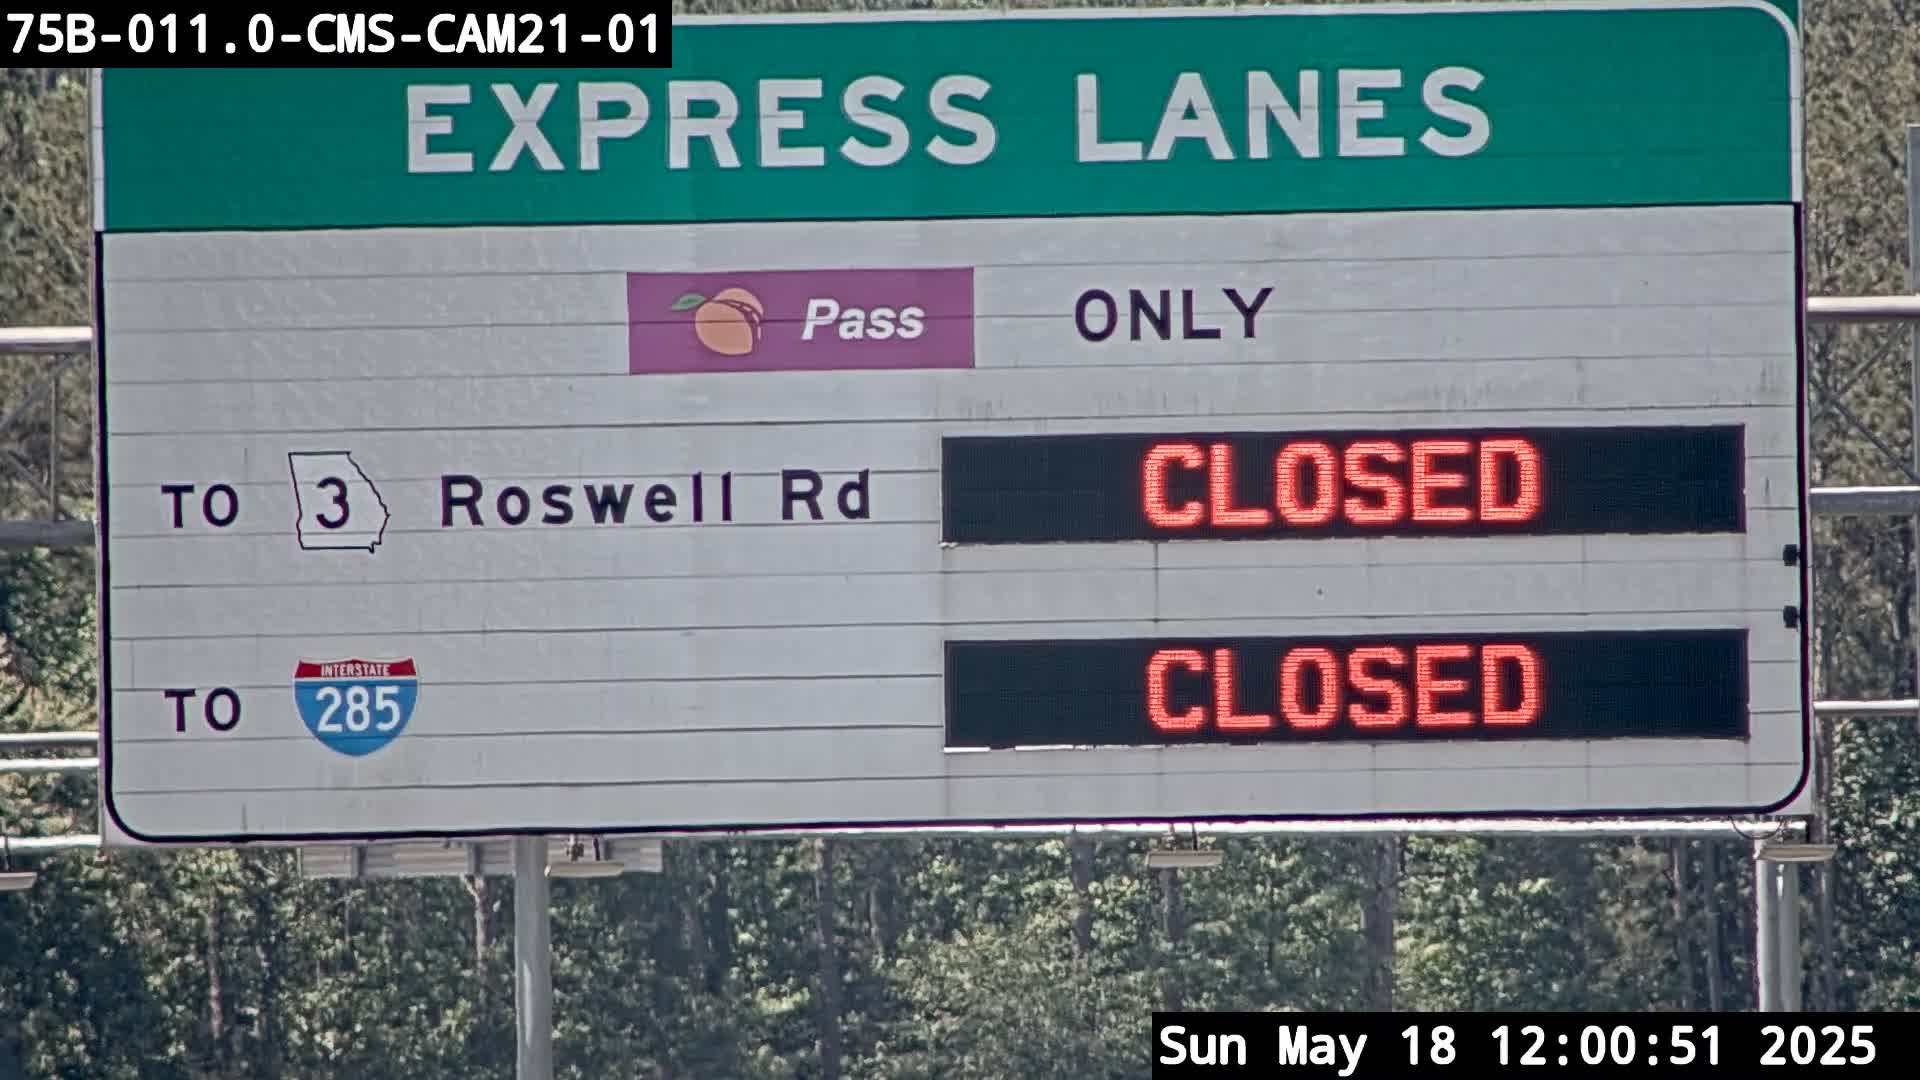 75B-011.0-CMS-CAM21-01
EXPRESS LANES
Pass ONLY
TO 3 Roswell Rd CLOSED
INTERSTATE
TO 285 CLOSED
Sun May 18 12:00:51 2025